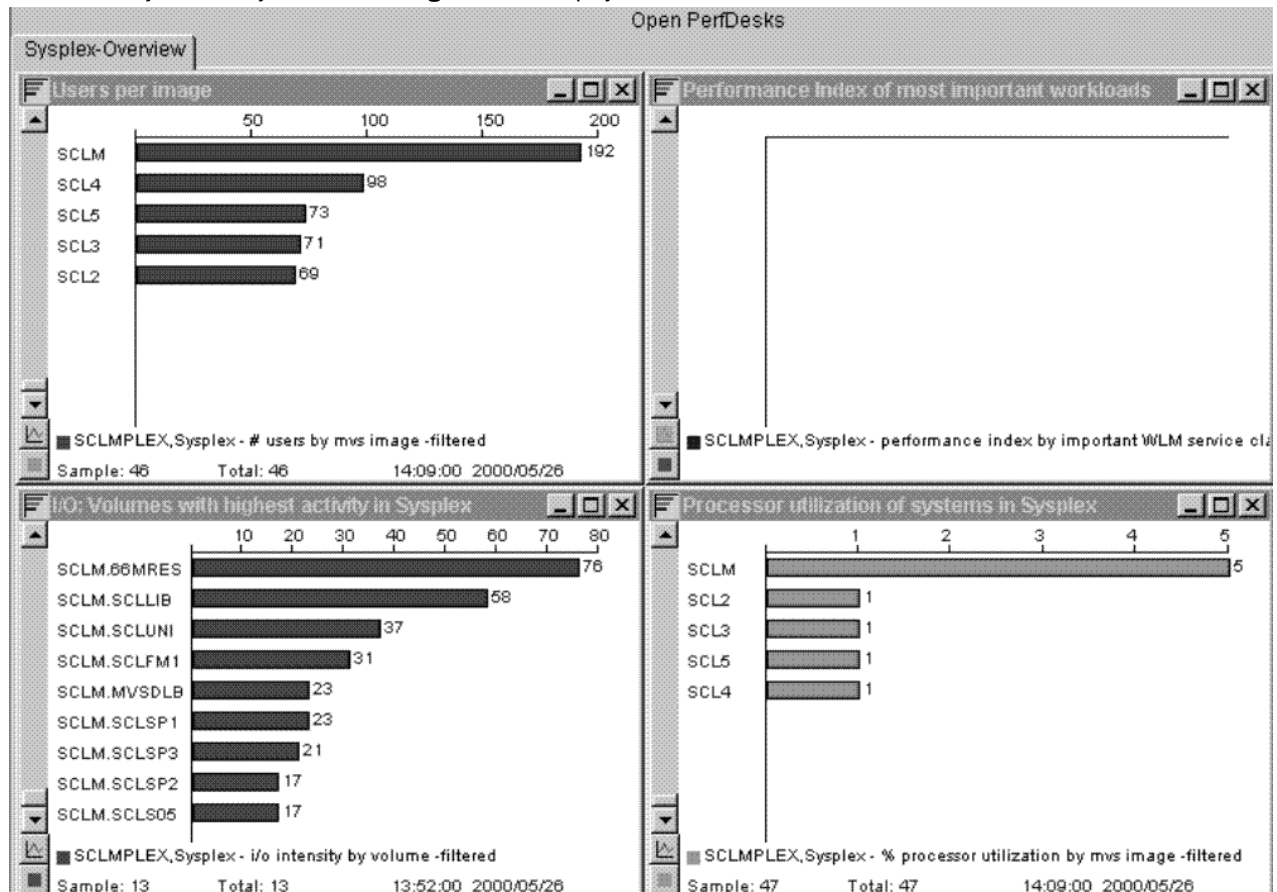 Open PerfDesks
Sysplex-Overview
Users per image
50 100 150 200
SCLM 192
SCL4 98
SCL5 73
SCL3 71
SCL2 69
SCLMPLEX,Sysplex - # users by mvs image -filtered
Sample: 46 Total: 46 14:09:00 2000/05/26
Performance Index of most important workloads
SCLMPLEX,Sysplex - performance index by important WLM service cla
I/O: Volumes with highest activity in Sysplex
10 20 30 40 50 60 70 80
SCLM.66MRES 76
SCLM.SCLLIB 58
SCLM.SCLUNI 37
SCLM.SCLFM1 31
SCLM.MVSDLB 23
SCLM.SCLSP1 23
SCLM.SCLSP3 21
SCLM.SCLSP2 17
SCLM.SCLS05 17
SCLMPLEX,Sysplex - i/o intensity by volume -filtered
Sample: 13 Total: 13 13:52:00 2000/05/26
Processor utilization of systems in Sysplex
1 2 3 4 5
SCLM 5
SCL2 1
SCL3 1
SCL5 1
SCL4 1
SCLMPLEX,Sysplex - % processor utilization by mvs image -filtered
Sample: 47 Total: 47 14:09:00 2000/05/26